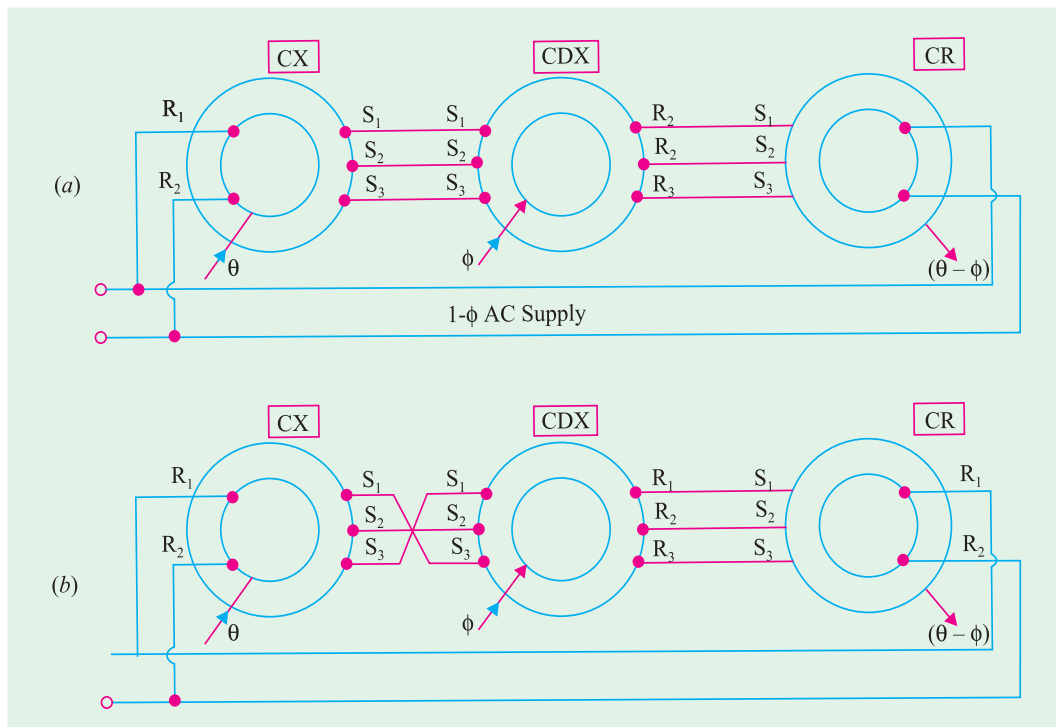 CX CDX CR
R₁ S₁ S₁ R₂ S₁
S₂ S₂ R₂ S₂
(a) R₂ S₃ S₃ R₃ S₃
θ ϕ (θ – ϕ)
1-ϕ AC Supply
CX CDX CR
R₁ S₁ S₁ R₁ S₁ R₁
S₂ S₂ R₂ S₂
R₂ S₃ S₃ R₃ S₃ R₂
(b)
θ ϕ (θ – ϕ)